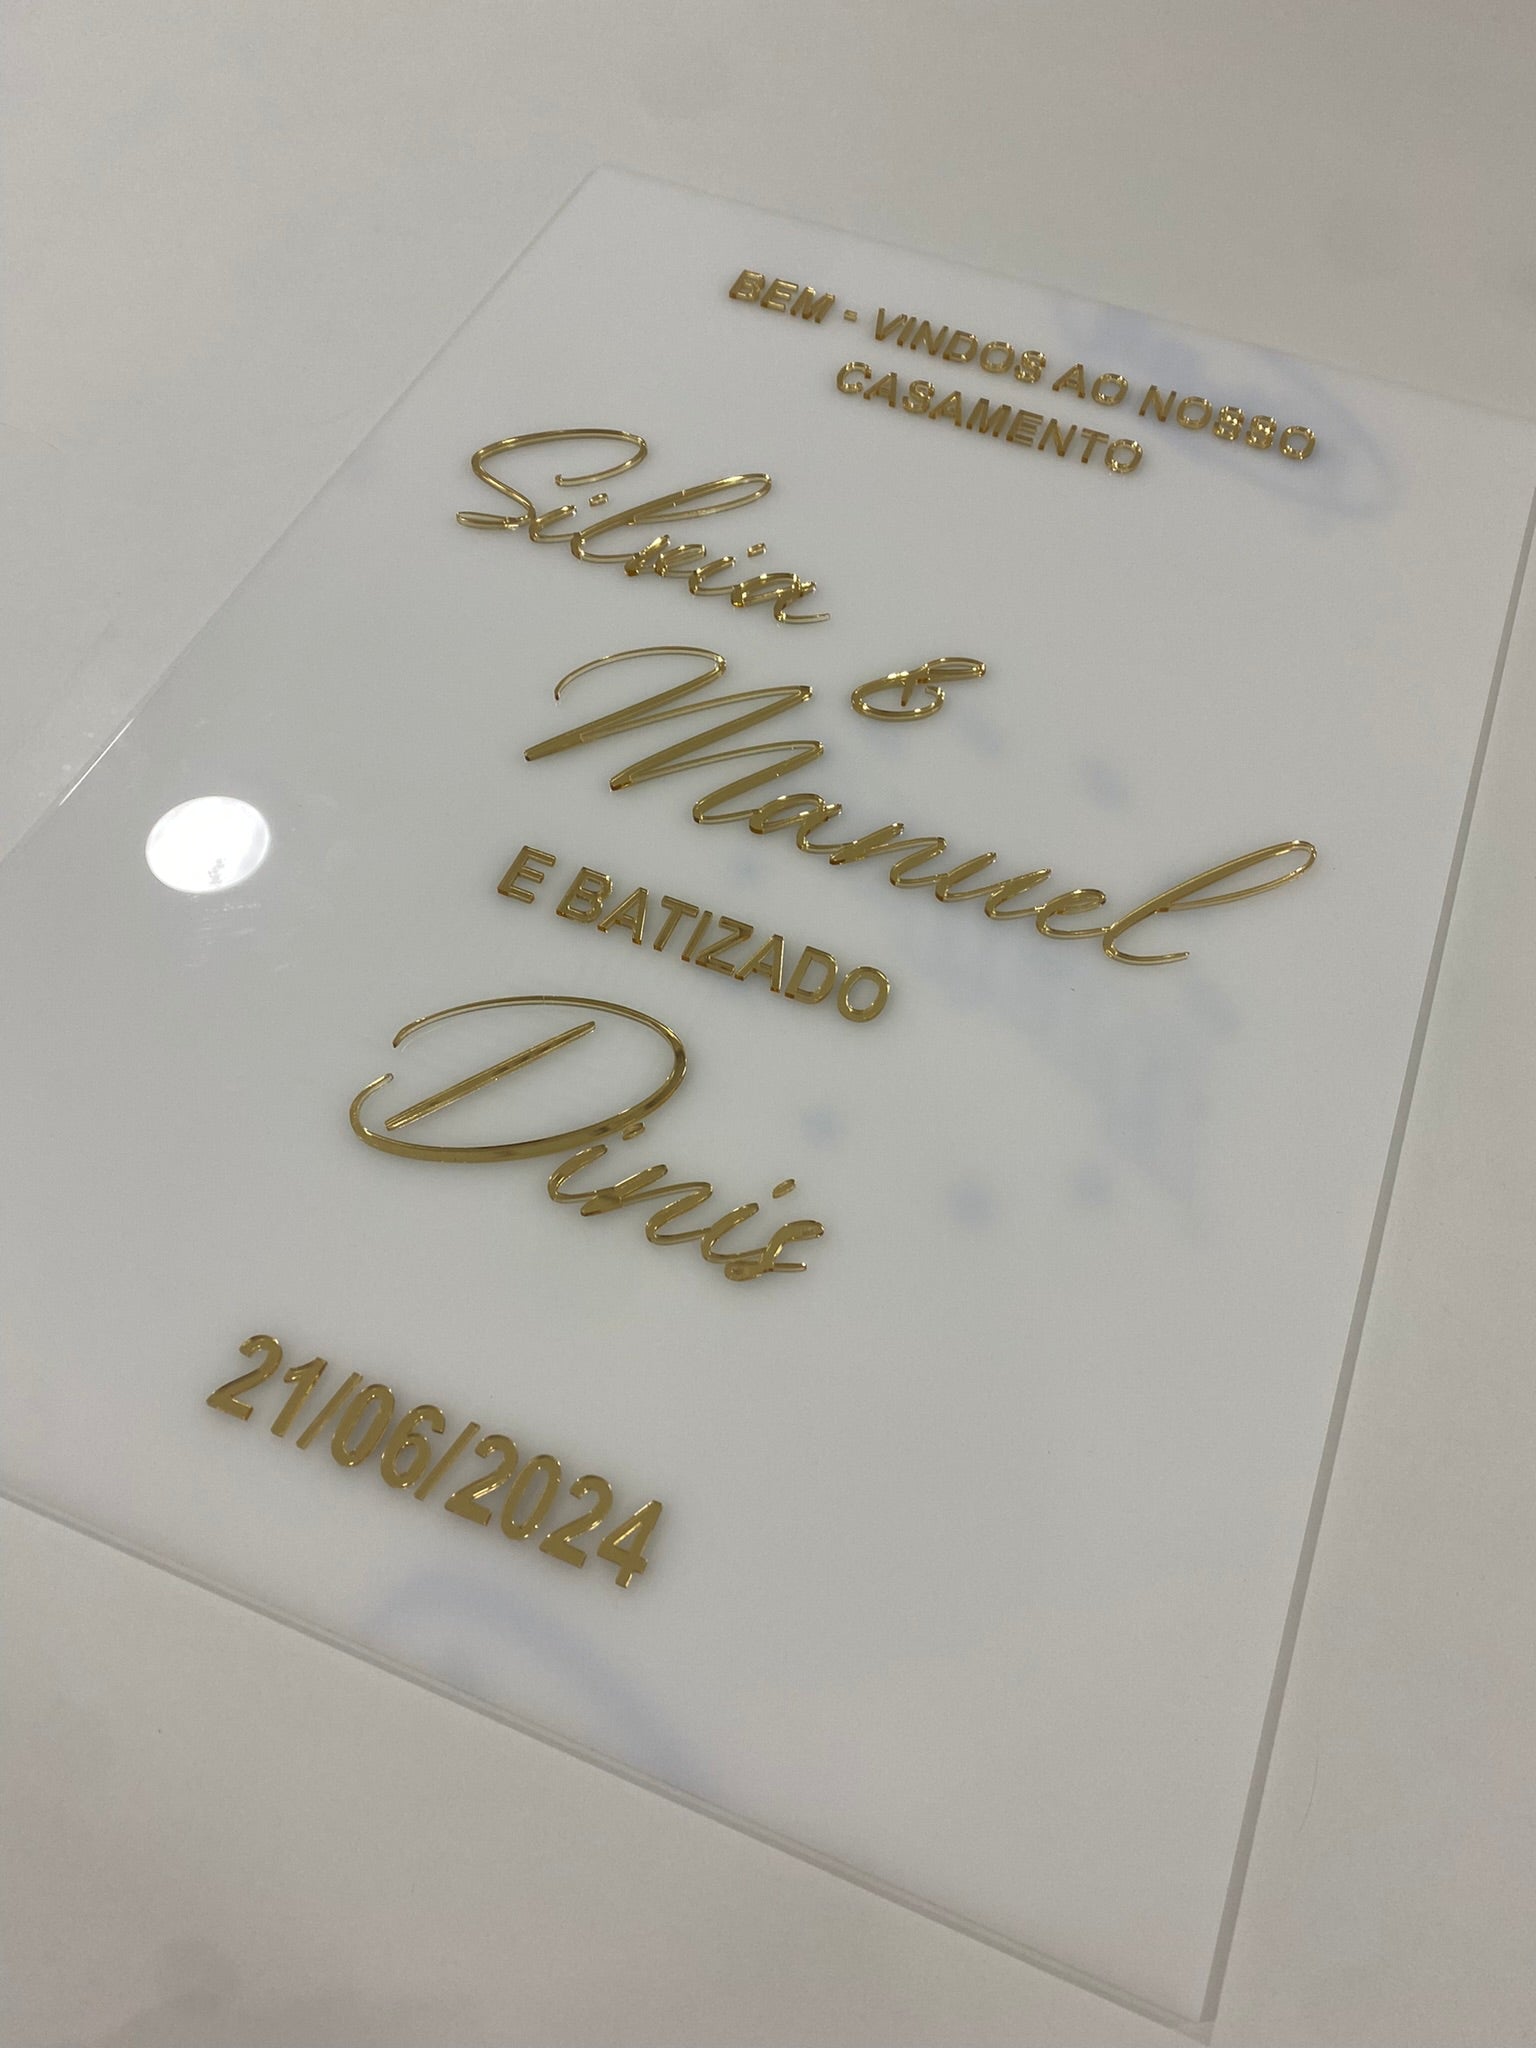 BEM - VINDOS AO NOSSO
CASAMENTO
Silvia
&
Manuel
E BATIZADO
Dinis
21/06/2024